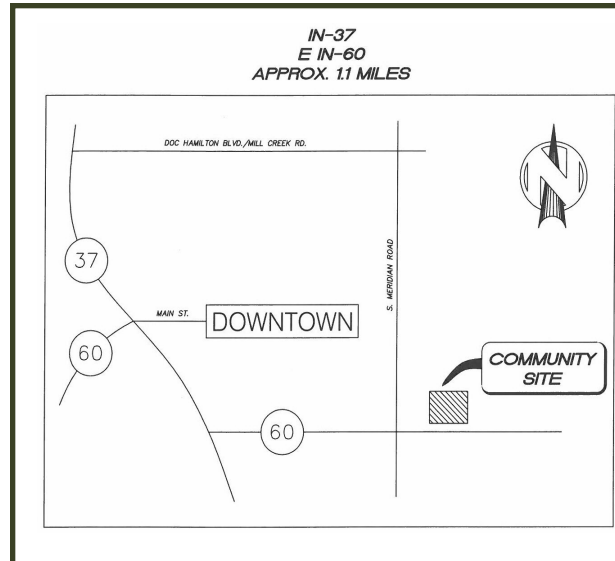 IN-37
E IN-60
APPROX. 1.1 MILES
DOC HAMILTON BLVD./MILL CREEK RD.
N
37
S. MERIDIAN ROAD
MAIN ST.
DOWNTOWN
60
COMMUNITY
SITE
60